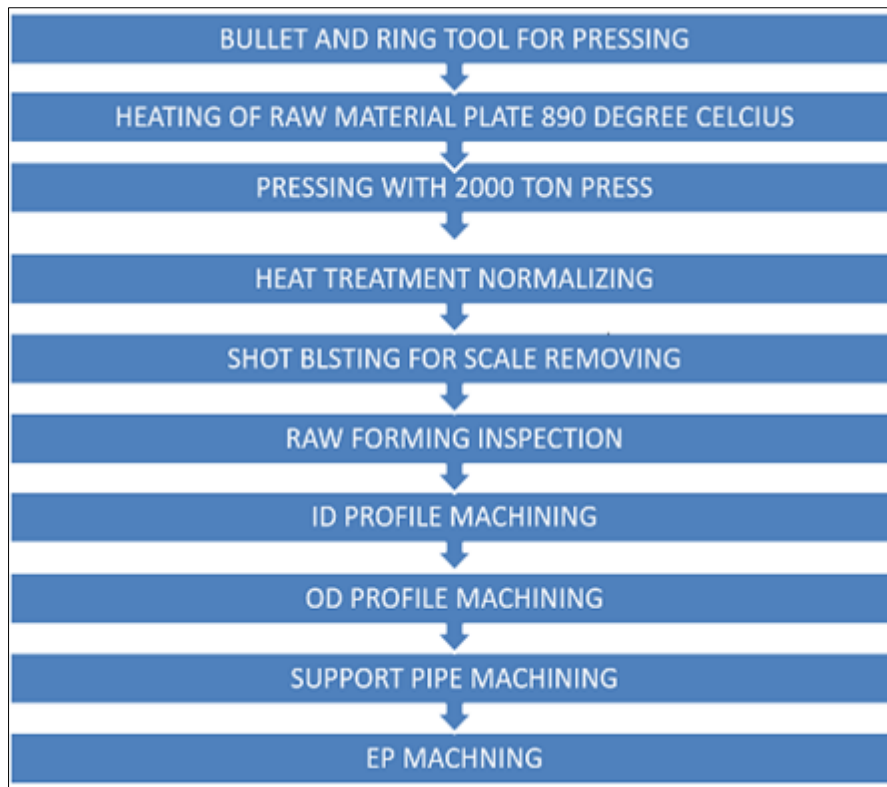 BULLET AND RING TOOL FOR PRESSING
HEATING OF RAW MATERIAL PLATE 890 DEGREE CELCIUS
PRESSING WITH 2000 TON PRESS
HEAT TREATMENT NORMALIZING
SHOT BLSTING FOR SCALE REMOVING
RAW FORMING INSPECTION
ID PROFILE MACHINING
OD PROFILE MACHINING
SUPPORT PIPE MACHINING
EP MACHNING